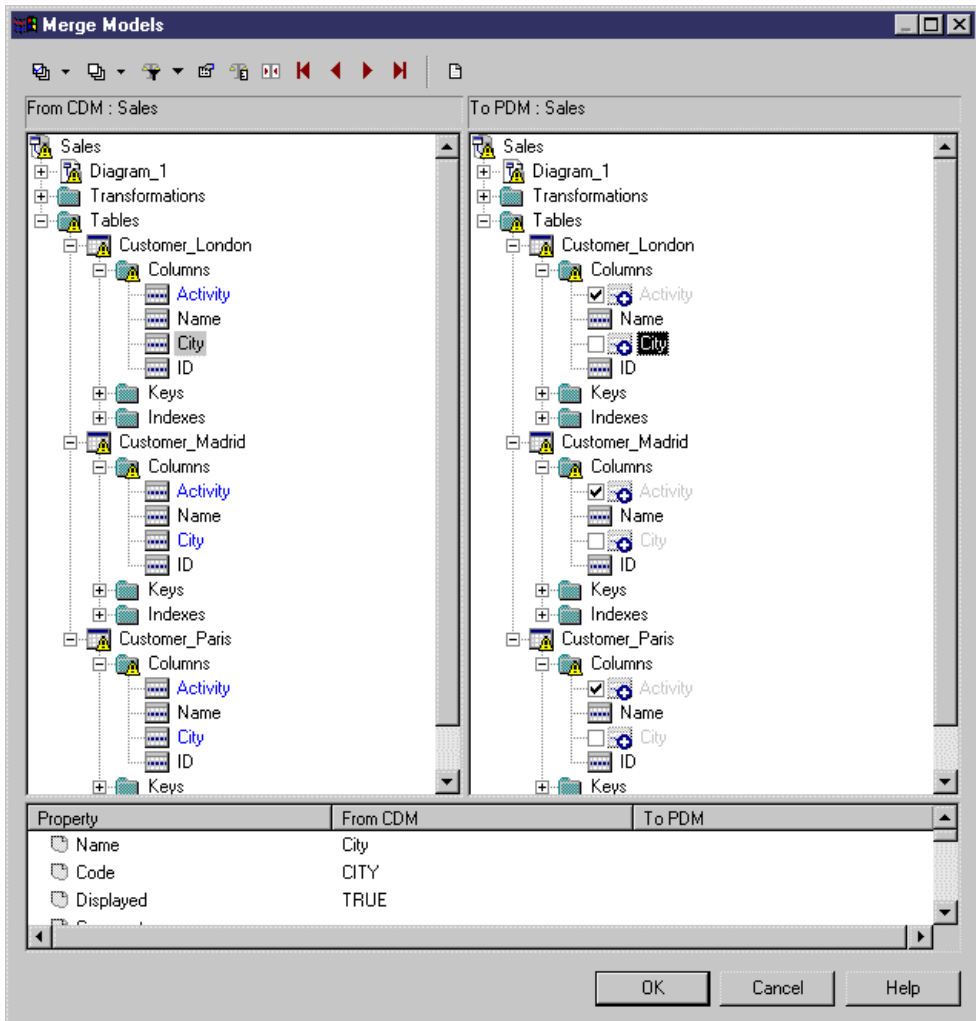 Merge Models
From CDM : Sales
To PDM : Sales
Sales
Diagram_1
Transformations
Tables
Customer_London
Columns
Activity
Name
City
ID
Keys
Indexes
Customer_Madrid
Columns
Activity
Name
City
ID
Keys
Indexes
Customer_Paris
Columns
Activity
Name
City
ID
Keys
Sales
Diagram_1
Transformations
Tables
Customer_London
Columns
Activity
Name
City
ID
Keys
Indexes
Customer_Madrid
Columns
Activity
Name
City
ID
Keys
Indexes
Customer_Paris
Columns
Activity
Name
City
ID
Keys
Property From CDM To PDM
Name City
Code CITY
Displayed TRUE
OK Cancel Help